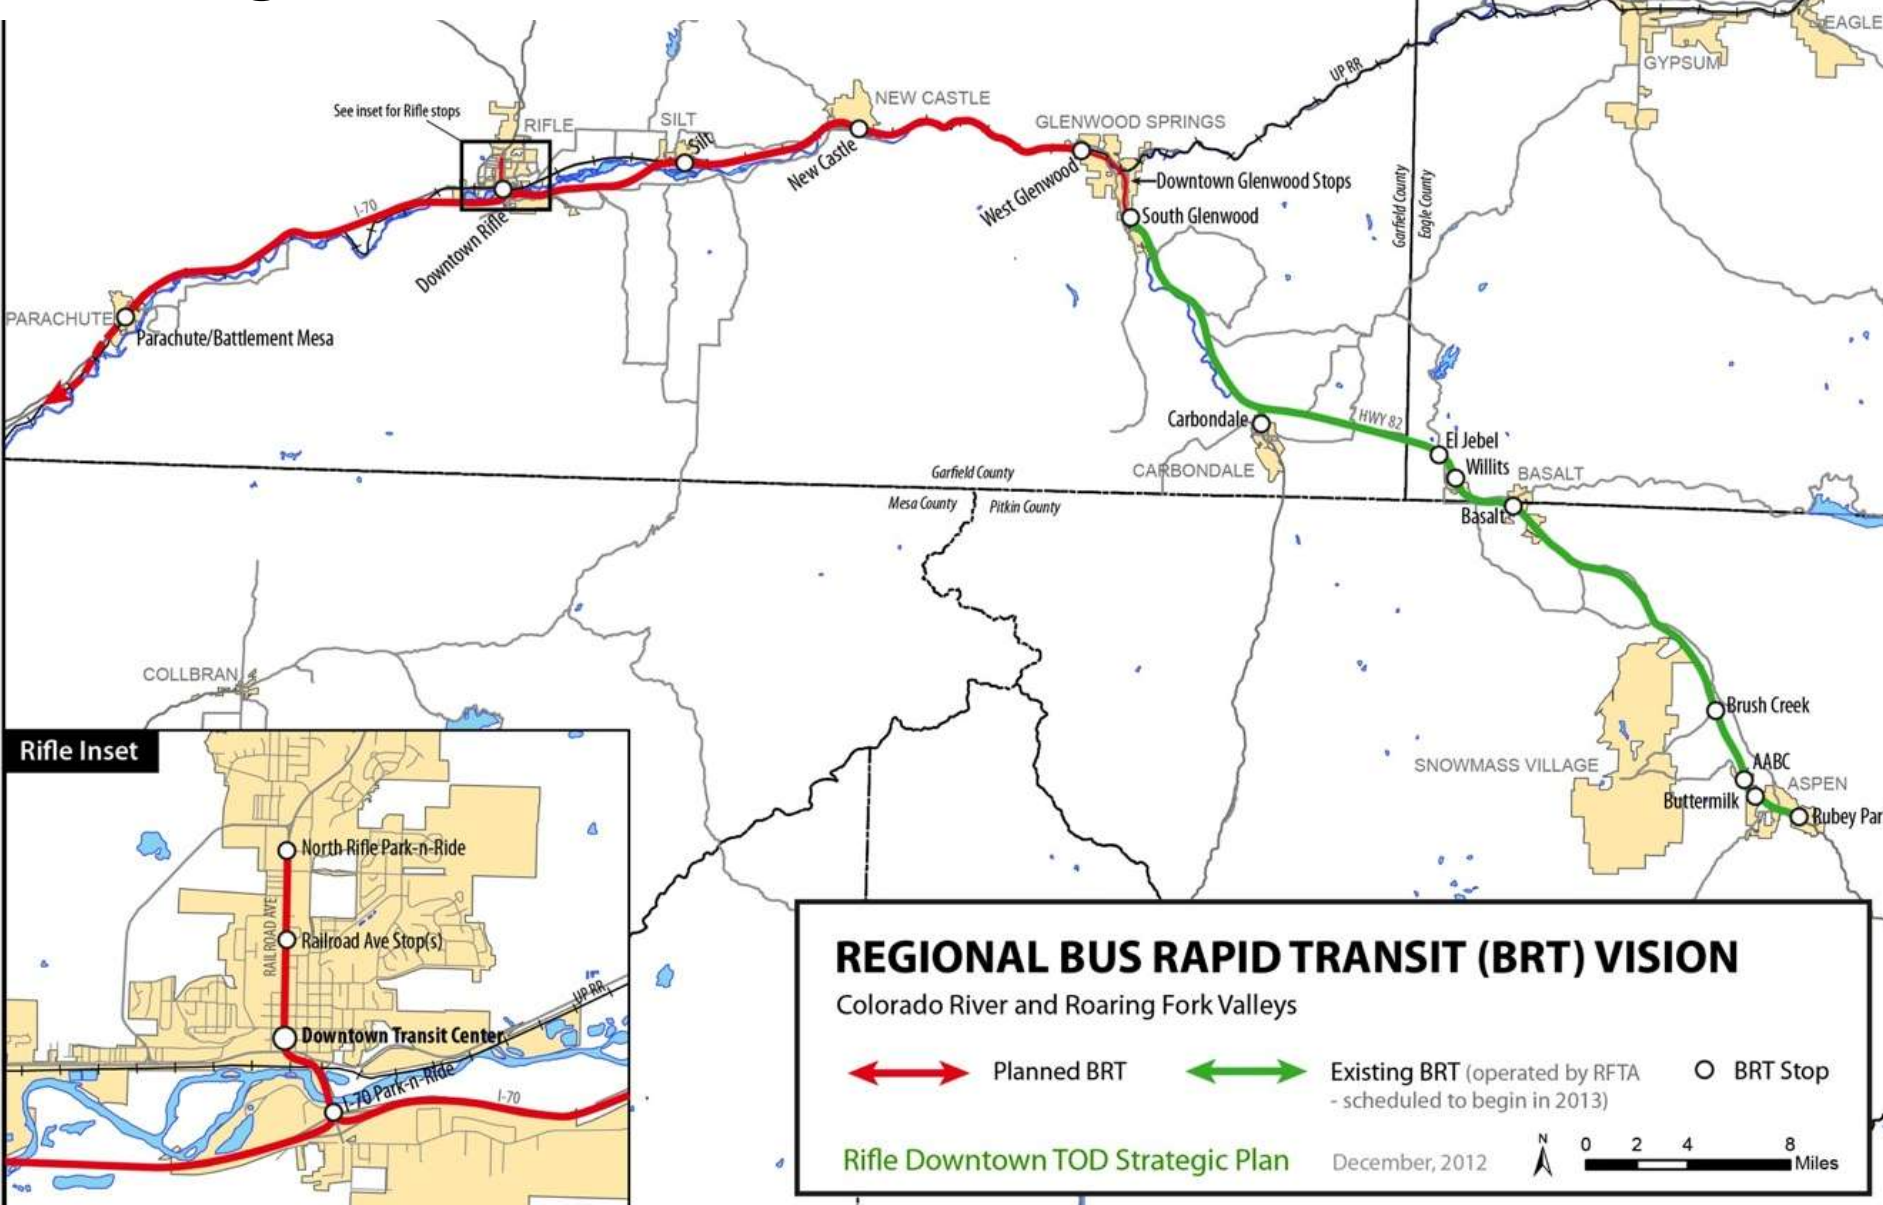 EAGLE
GYPSUM
UP RR
See inset for Rifle stops
RIFLE
SILT
Silt
NEW CASTLE
New Castle
GLENWOOD SPRINGS
West Glenwood
Downtown Glenwood Stops
South Glenwood
Garfield County
Eagle County
I-70
Downtown Rifle
PARACHUTE
Parachute/Battlement Mesa
Carbondale
CARBONDALE
HWY 82
El Jebel
Willits
BASALT
Basalt
Garfield County
Mesa County
Pitkin County
COLLBRAN
Brush Creek
SNOWMASS VILLAGE
AABC
ASPEN
Buttermilk
Rubey Par
Rifle Inset
North Rifle Park-n-Ride
RAILROAD AVE
Railroad Ave Stop(s)
UP RR
Downtown Transit Center
I-70 Park-n-Ride
I-70
REGIONAL BUS RAPID TRANSIT (BRT) VISION
Colorado River and Roaring Fork Valleys
Planned BRT
Existing BRT (operated by RFTA
- scheduled to begin in 2013)
BRT Stop
Rifle Downtown TOD Strategic Plan
December, 2012
N
0 2 4 8
Miles